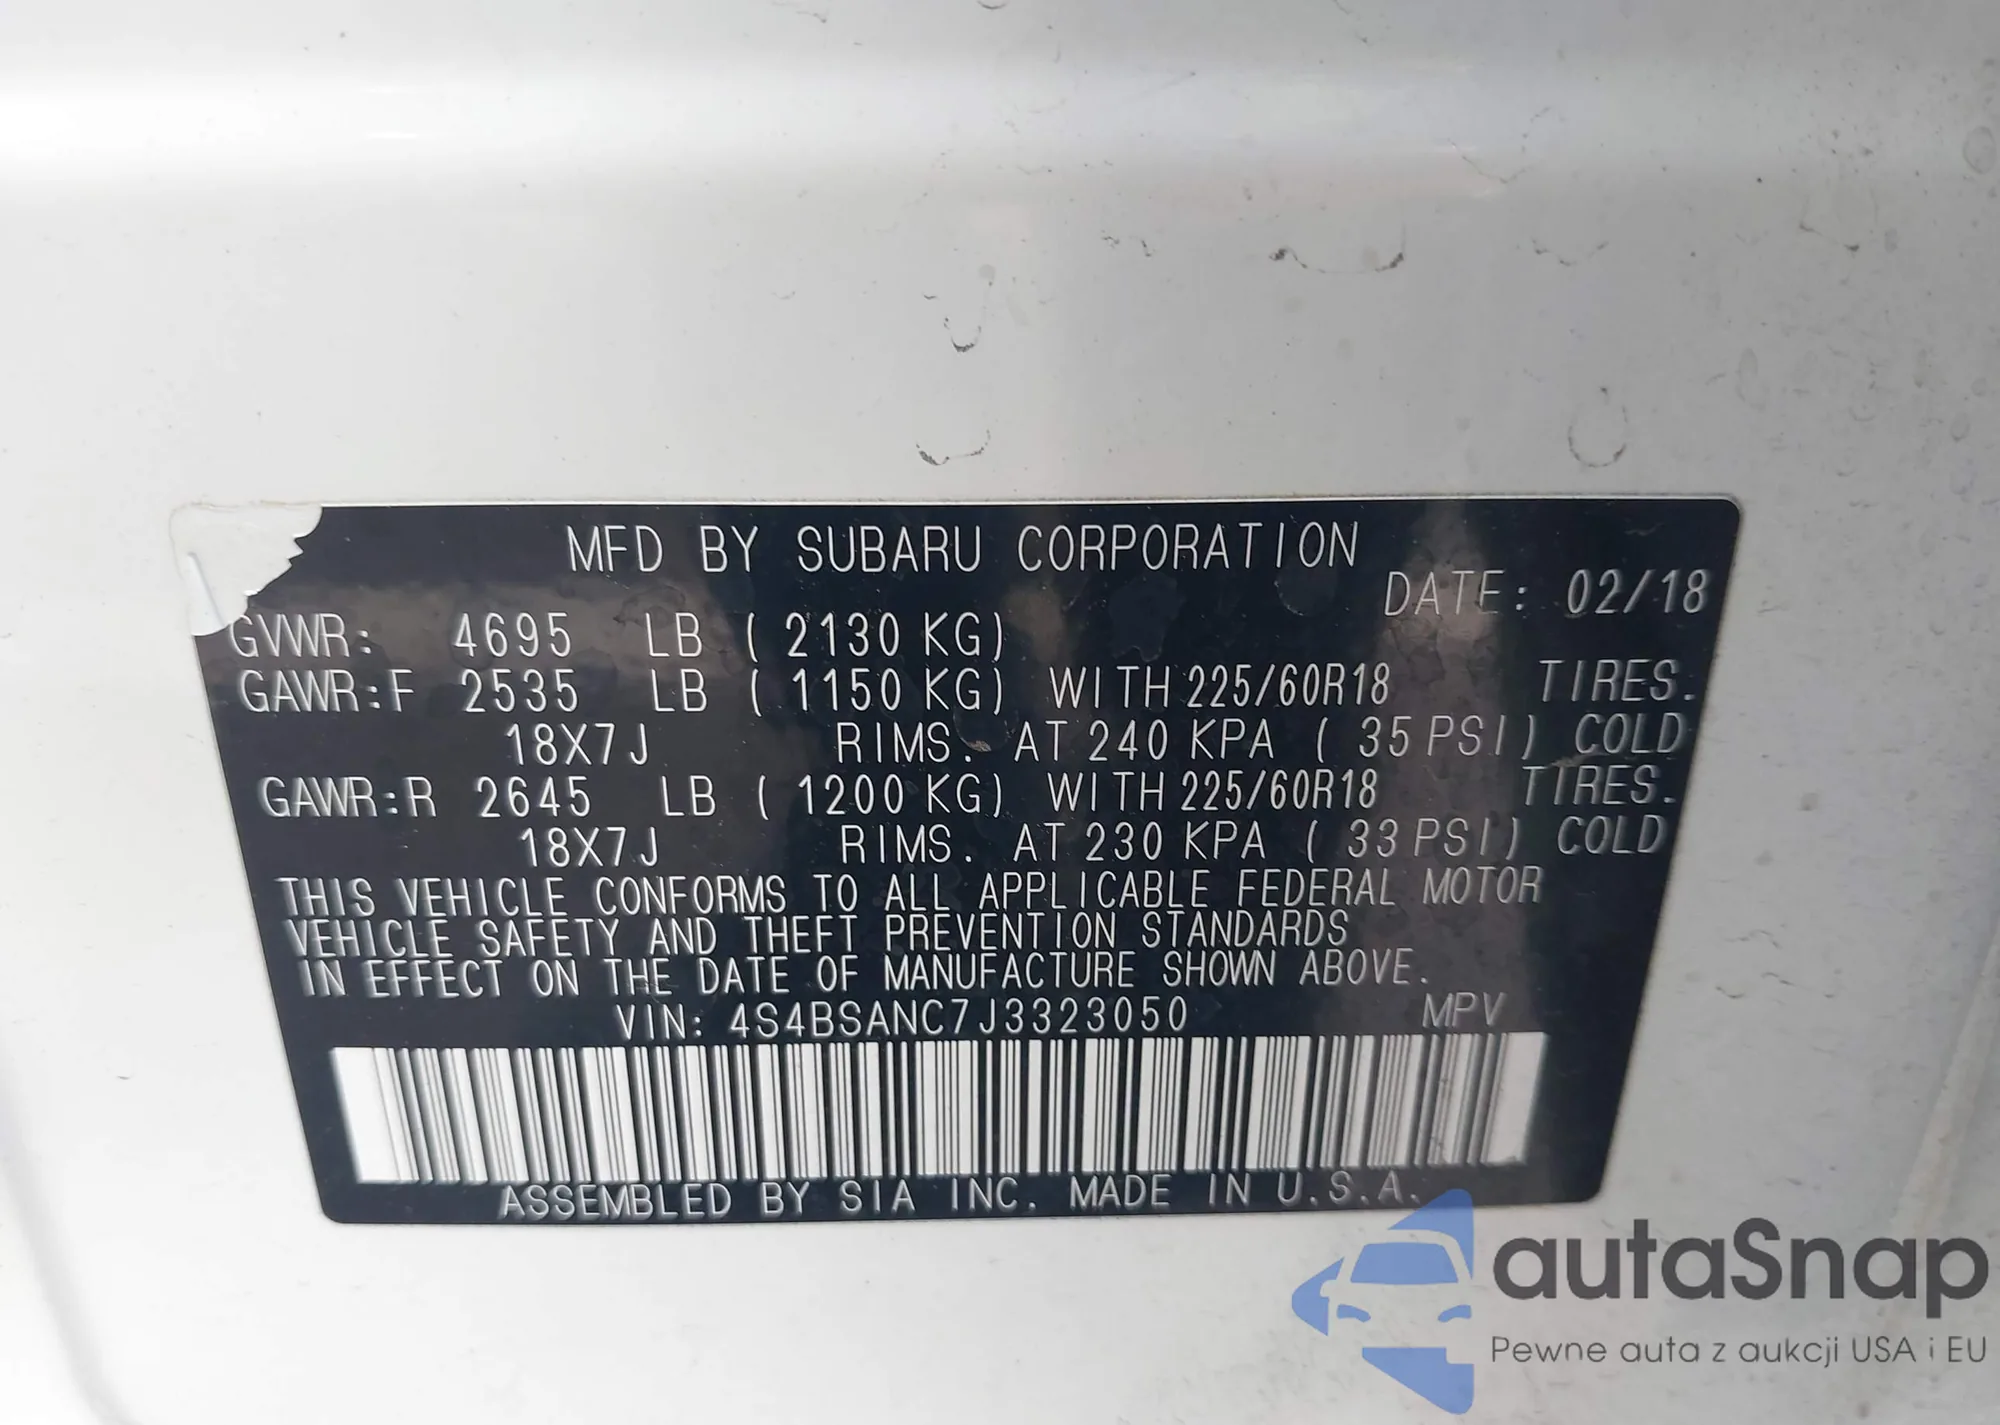 MFD BY SUBARU CORPORATION
DATE: 02/18
GVWR: 4695 LB ( 2130 KG)
GAWR:F 2535 LB ( 1150 KG) WITH 225/60R18 TIRES.
18X7J RIMS. AT 240 KPA ( 35 PSI) COLD
GAWR:R 2645 LB ( 1200 KG) WITH 225/60R18 TIRES.
18X7J RIMS. AT 230 KPA ( 33 PSI) COLD
THIS VEHICLE CONFORMS TO ALL APPLICABLE FEDERAL MOTOR
VEHICLE SAFETY AND THEFT PREVENTION STANDARDS
IN EFFECT ON THE DATE OF MANUFACTURE SHOWN ABOVE.
VIN: 4S4BSANC7J3323050 MPV
ASSEMBLED BY SIA INC. MADE IN U.S.A.
autaSnap
Pewne auta z aukcji USA i EU